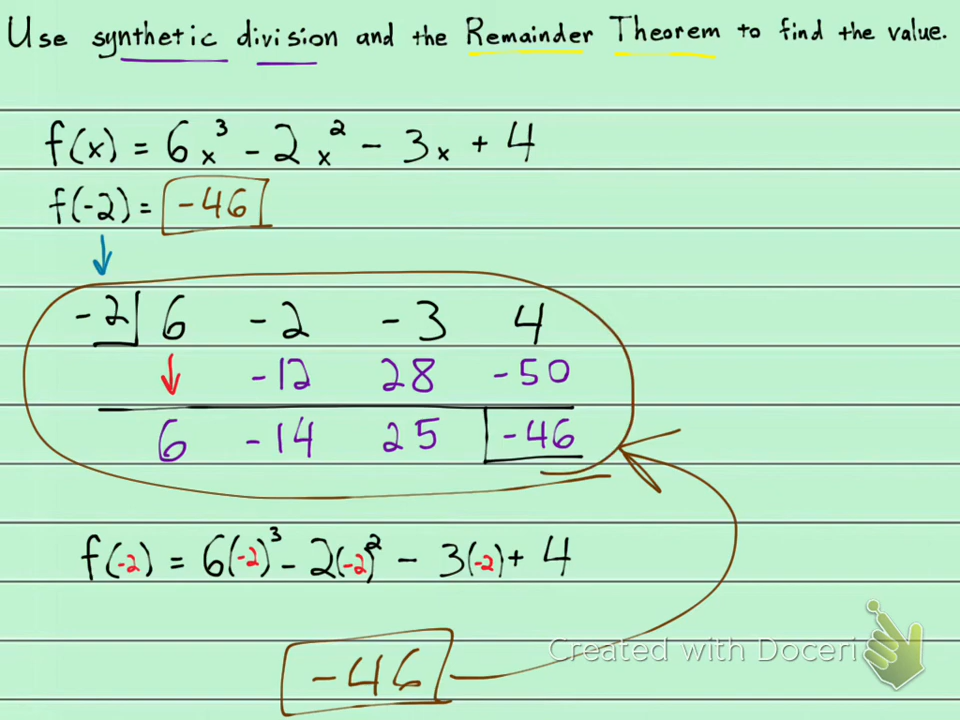 Use synthetic division and the Remainder Theorem to find the value.
f(x) = 6x³ - 2x² - 3x + 4
f(-2) = -46
-2 6 -2 -3 4
-12 28 -50
6 -14 25 -46
f(-2) = 6(-2)³ - 2(-2)² - 3(-2) + 4
Created with Doceri
-46